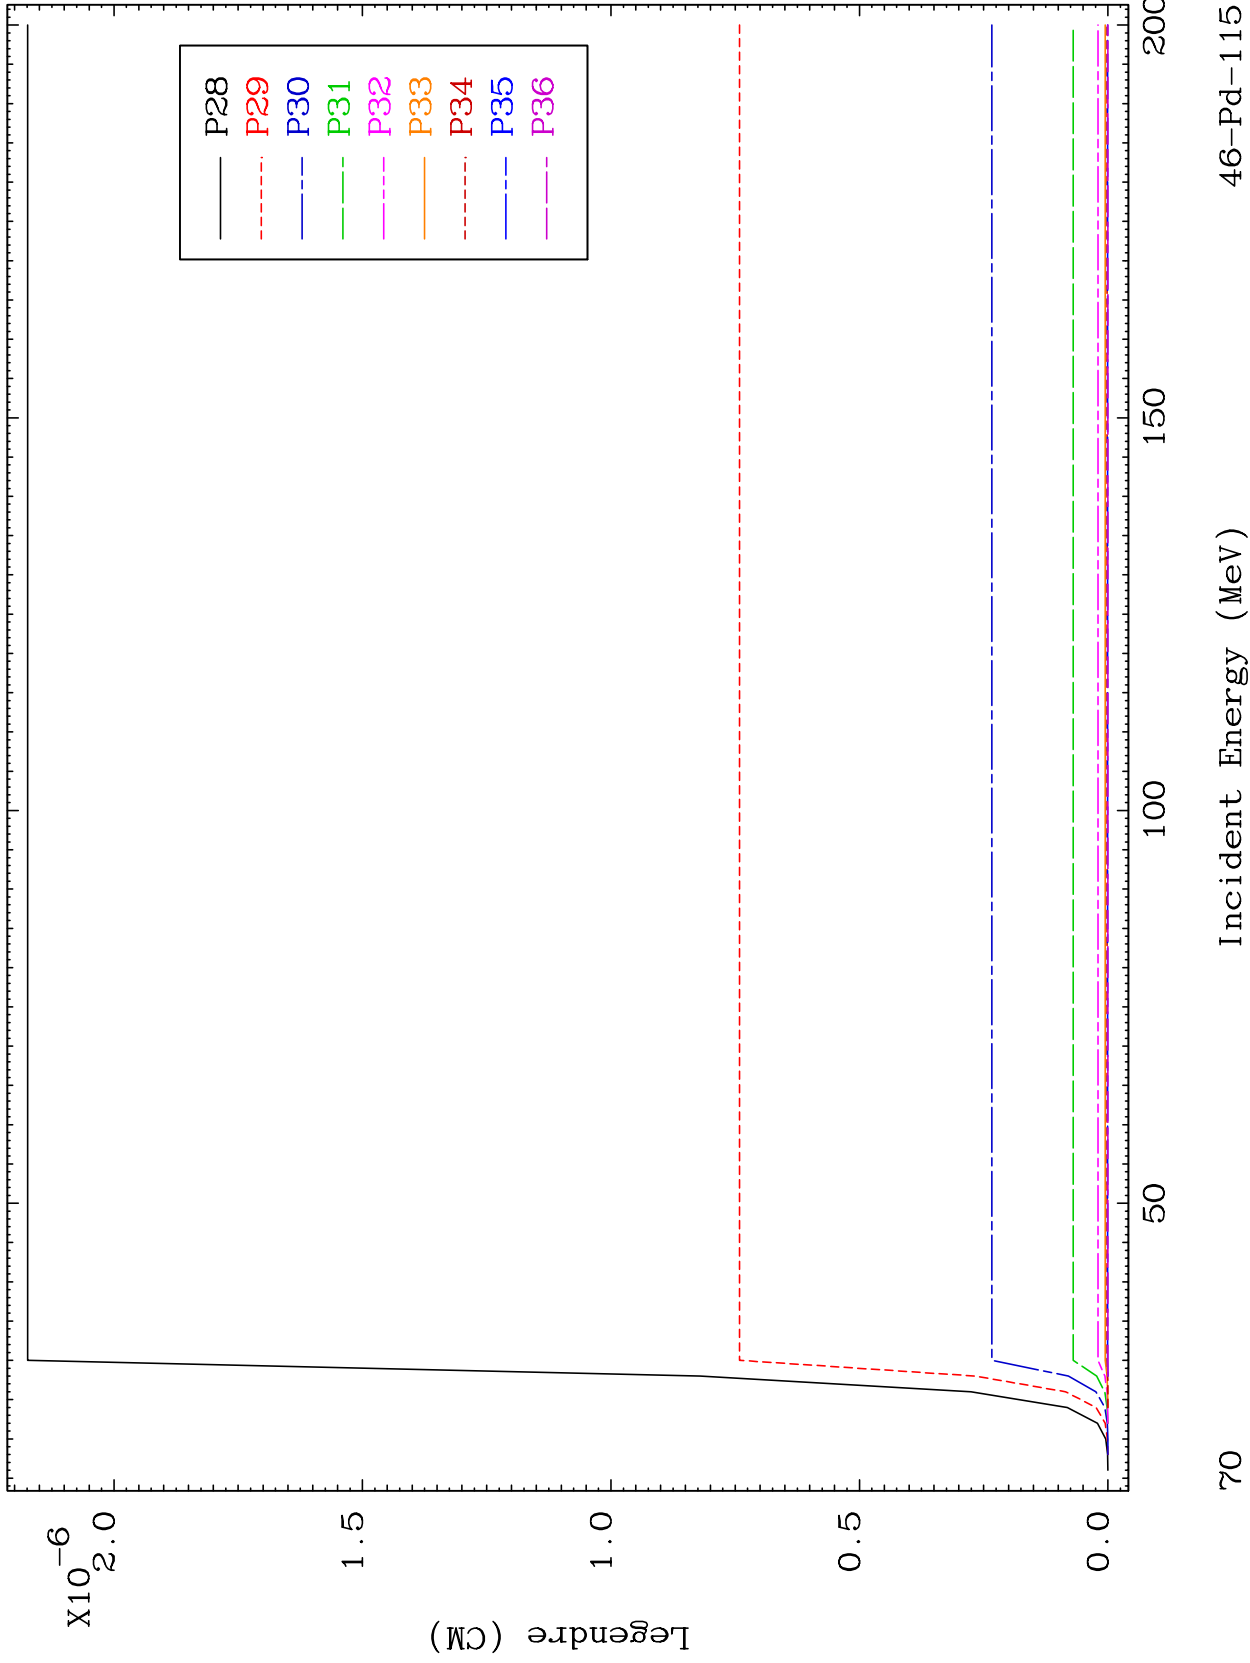 X10-6
2.0
1.5
1.0
0.5
0.0
Legendre (CM)
P28
P29
P30
P31
P32
P33
P34
P35
P36
50
100
150
200
70
Incident Energy (MeV)
46-Pd-115